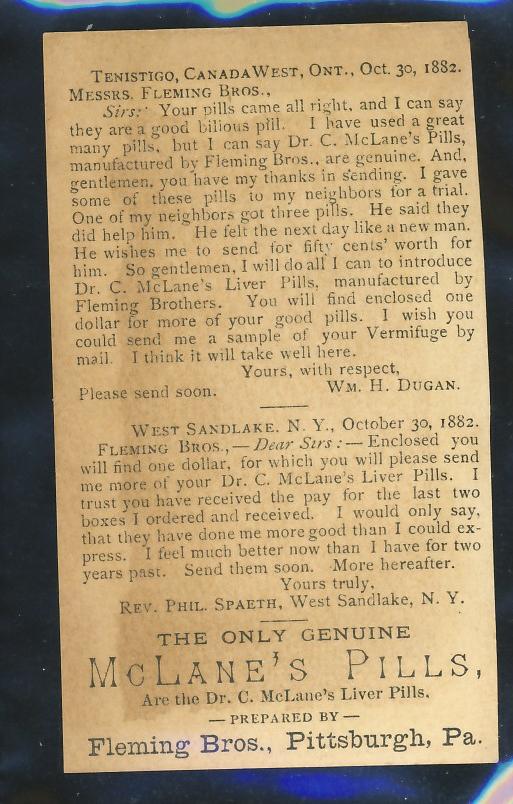 TENISTIGO, CANADA WEST, ONT., OCT. 30, 1882.
MESSRS. FLEMING BROS.,
Sirs:- Your pills came all right, and I can say
they are a good bilious pill. I have used a great
many pills, but I can say Dr. C. McLane's Pills,
manufactured by Fleming Bros., are genuine. And,
gentlemen, you have my thanks in sending. I gave
some of these pills to my neighbors for a trial.
One of my neighbors got three pills. He said they
did help him. He felt the next day like a new man.
He wishes me to send for fifty cents' worth for
him. So gentlemen, I will do all I can to introduce
Dr. C. McLane's Liver Pills, manufactured by
Fleming Brothers. You will find enclosed one
dollar for more of your good pills. I wish you
could send me a sample of your Vermifuge by
mail. I think it will take well here.
Yours, with respect,
Please send soon. WM. H. DUGAN.
WEST SANDLAKE, N. Y., October 30, 1882.
FLEMING BROS.,—Dear Sirs:—Enclosed you
will find one dollar, for which you will please send
me more of your Dr. C. McLane's Liver Pills. I
trust you have received the pay for the last two
boxes I ordered and received. I would only say,
that they have done me more good than I could ex-
press. I feel much better now than I have for two
years past. Send them soon. More hereafter.
Yours truly,
REV. PHIL. SPAETH, West Sandlake, N. Y.
THE ONLY GENUINE
MCLANE'S PILLS,
Are the Dr. C. McLane's Liver Pills.
—PREPARED BY—
Fleming Bros., Pittsburgh, Pa.